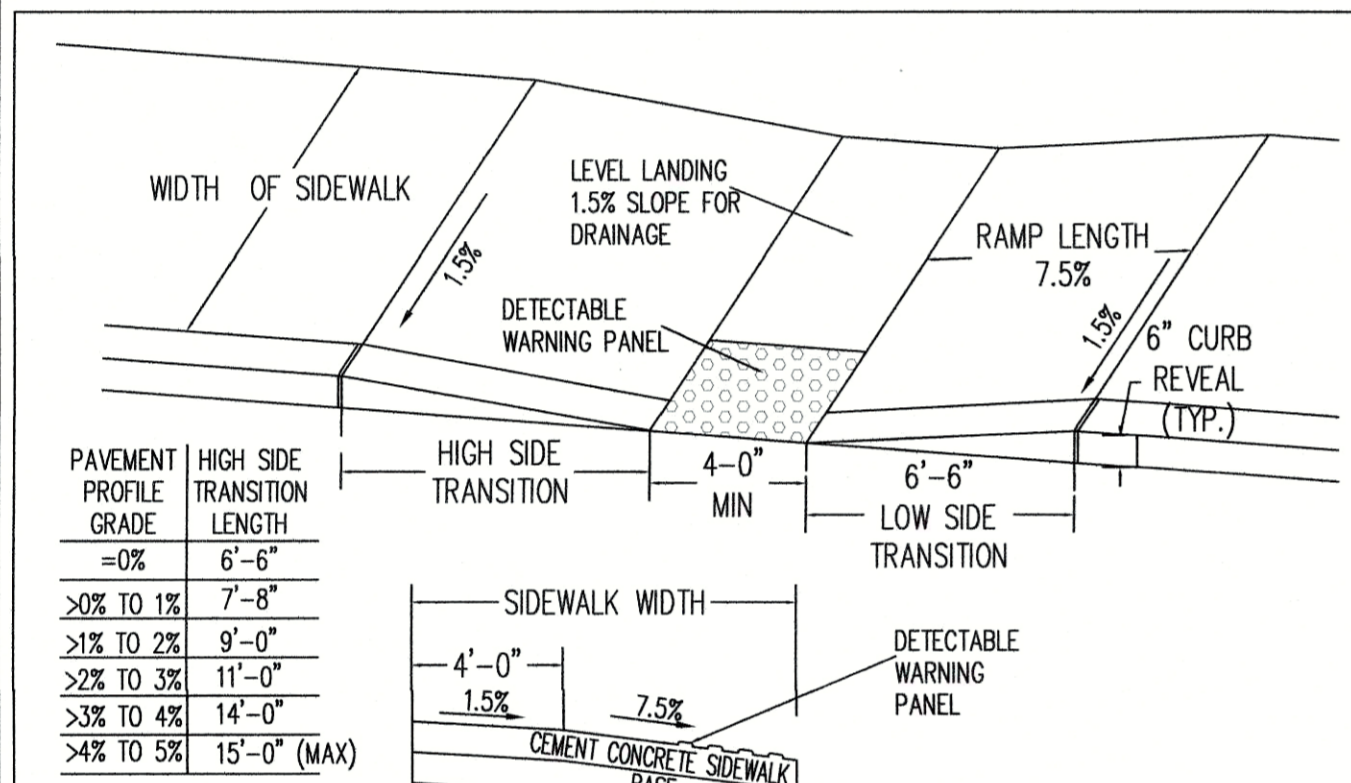 WIDTH OF SIDEWALK
1.5%
LEVEL LANDING
1.5% SLOPE FOR
DRAINAGE
DETECTABLE
WARNING PANEL
RAMP LENGTH
7.5%
1.5%
6" CURB
REVEAL
(TYP.)
HIGH SIDE
TRANSITION
4-0"
MIN
6'-6"
LOW SIDE
TRANSITION
PAVEMENT PROFILE GRADE HIGH SIDE TRANSITION LENGTH
=0% 6'-6"
>0% TO 1% 7'-8"
>1% TO 2% 9'-0"
>2% TO 3% 11'-0"
>3% TO 4% 14'-0"
>4% TO 5% 15'-0" (MAX)
SIDEWALK WIDTH
4'-0"
1.5%
7.5%
DETECTABLE
WARNING
PANEL
CEMENT CONCRETE SIDEWALK
BASE